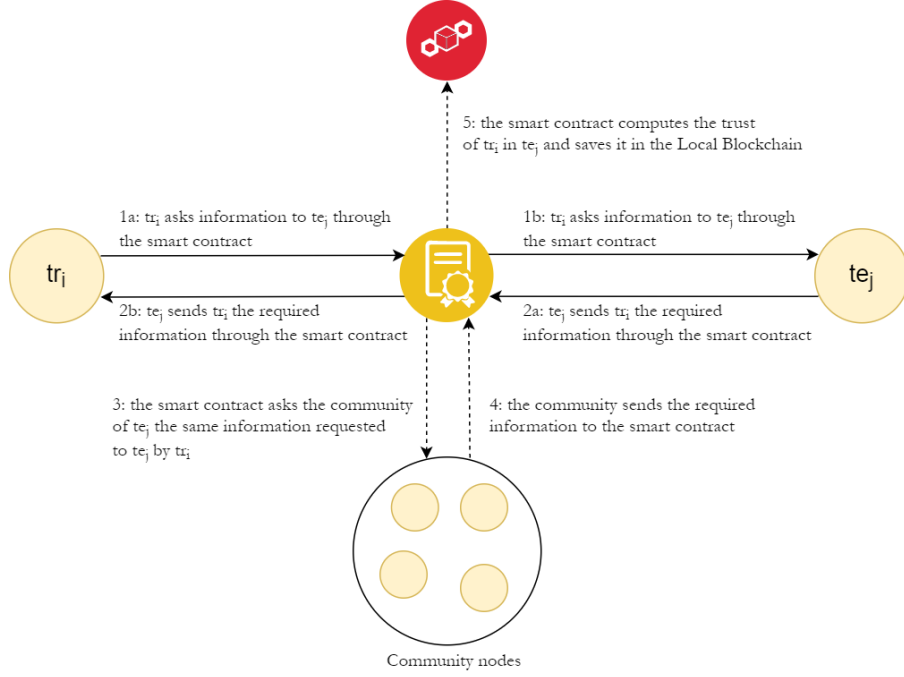 5: the smart contract computes the trust
of trᵢ in teⱼ and saves it in the Local Blockchain
1a: trᵢ asks information to teⱼ through
the smart contract
1b: trᵢ asks information to teⱼ through
the smart contract
trᵢ
teⱼ
2b: teⱼ sends trᵢ the required
information through the smart contract
2a: teⱼ sends trᵢ the required
information through the smart contract
3: the smart contract asks the community
of teⱼ the same information requested
to teⱼ by trᵢ
4: the community sends the required
information to the smart contract
Community nodes